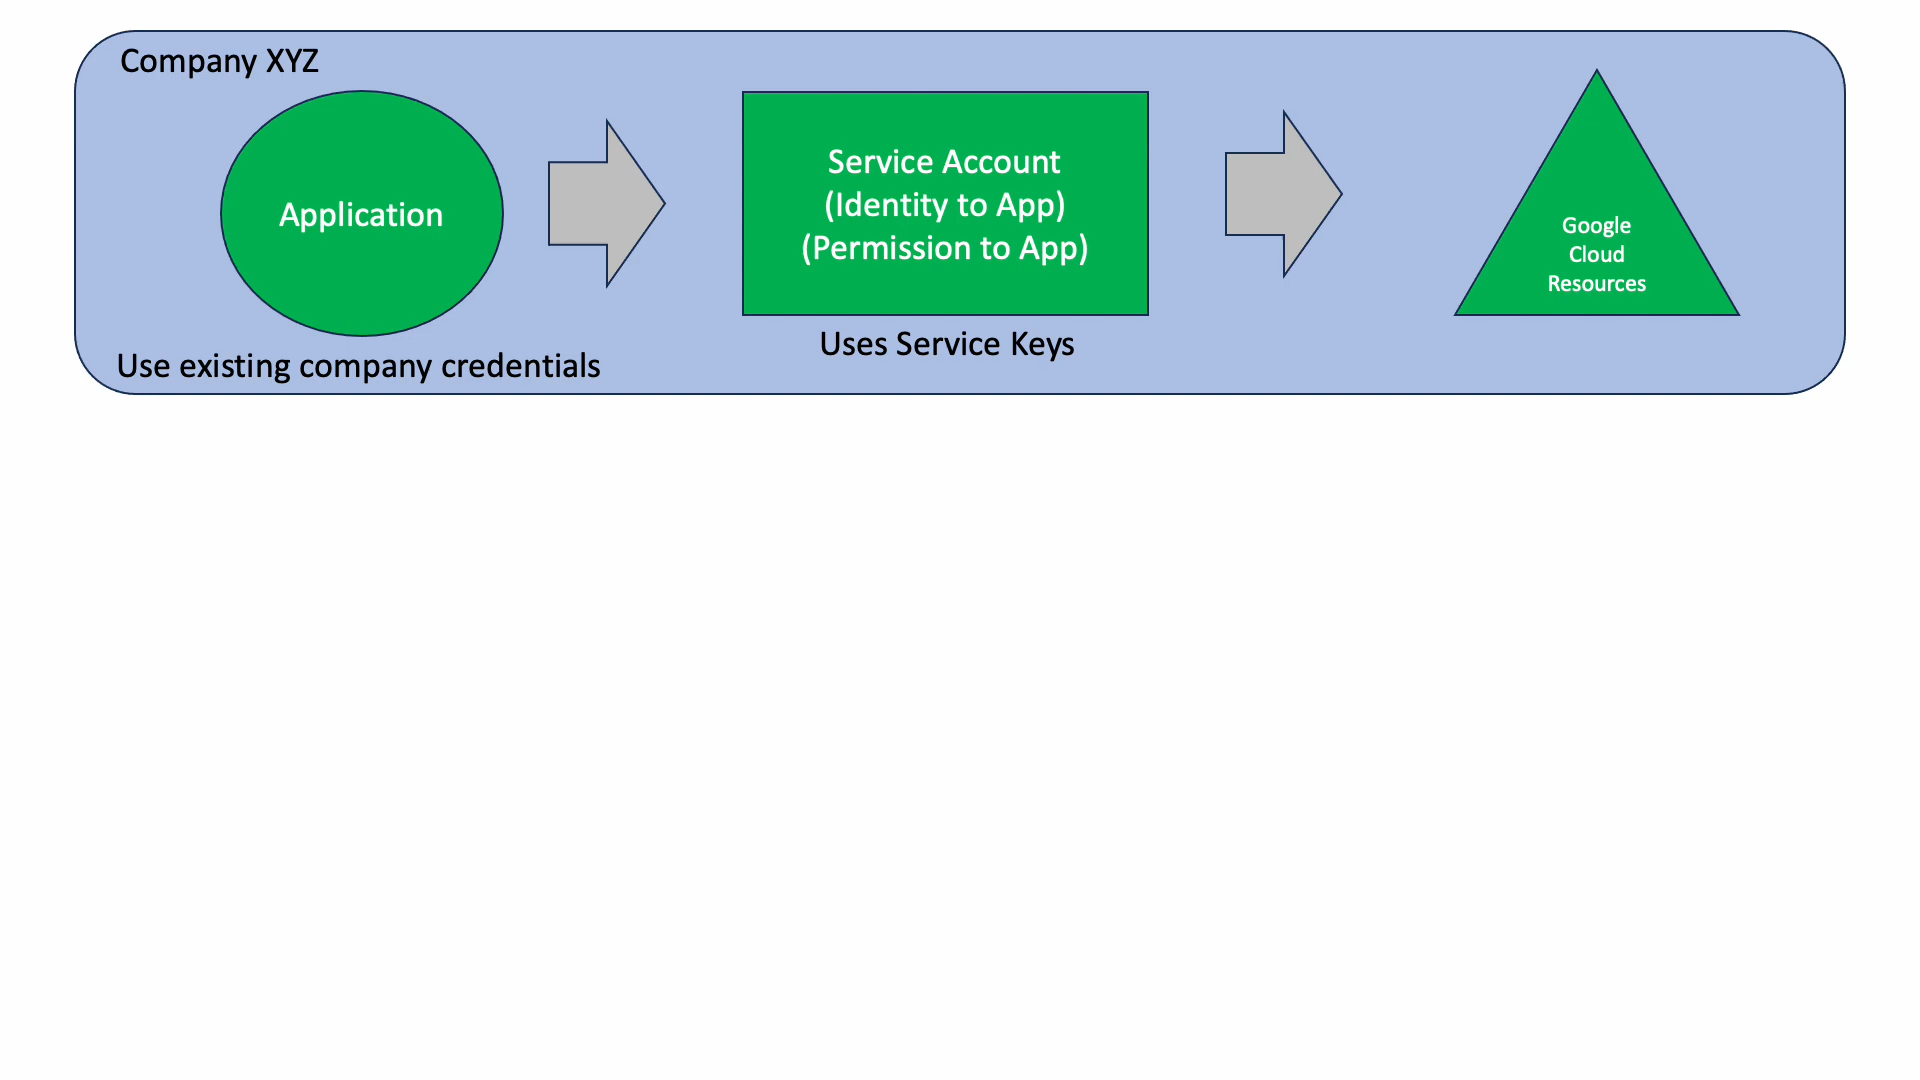 Company XYZ
Application
Use existing company credentials
Service Account
(Identity to App)
(Permission to App)
Uses Service Keys
Google
Cloud
Resources